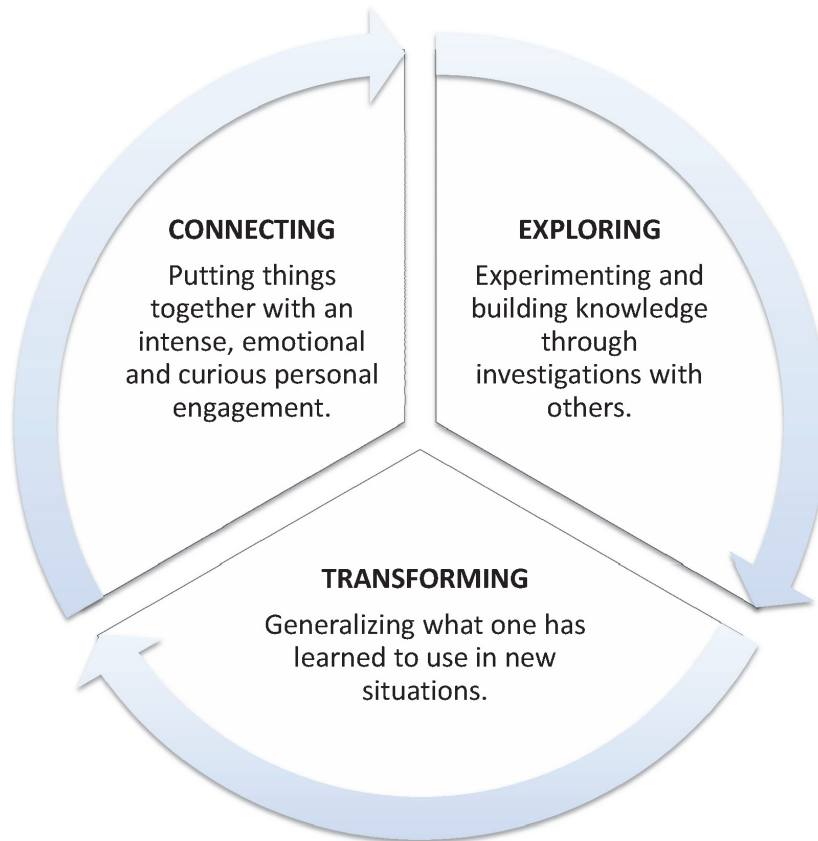 CONNECTING
Putting things
together with an
intense, emotional
and curious personal
engagement.
EXPLORING
Experimenting and
building knowledge
through
investigations with
others.
TRANSFORMING
Generalizing what one has
learned to use in new
situations.